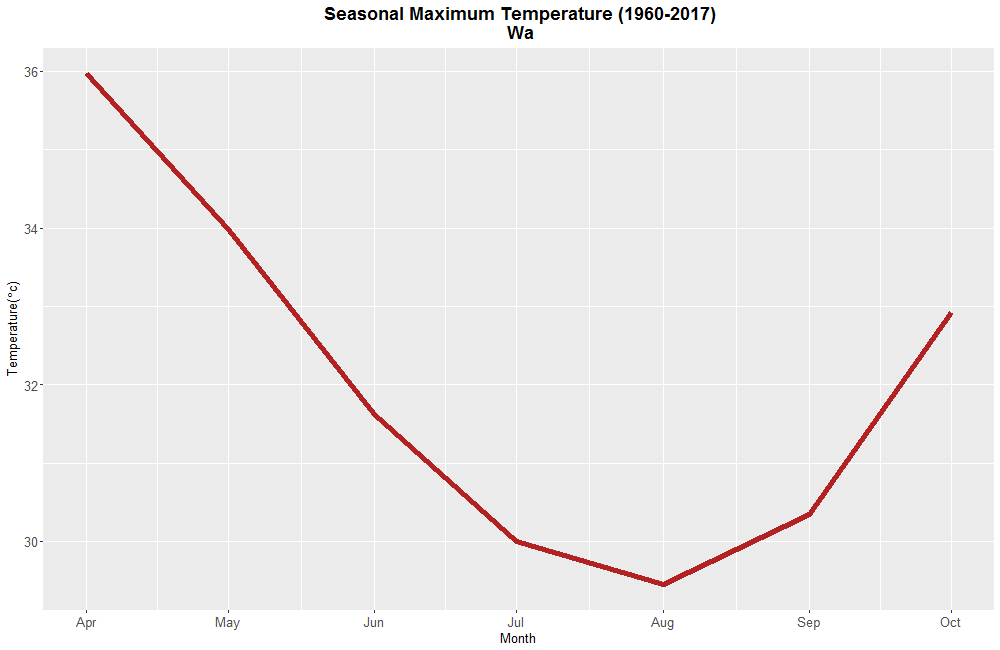 Seasonal Maximum Temperature (1960-2017)
Wa
Temperature(°c)
36
34
32
30
Apr May Jun Jul Aug Sep Oct
Month